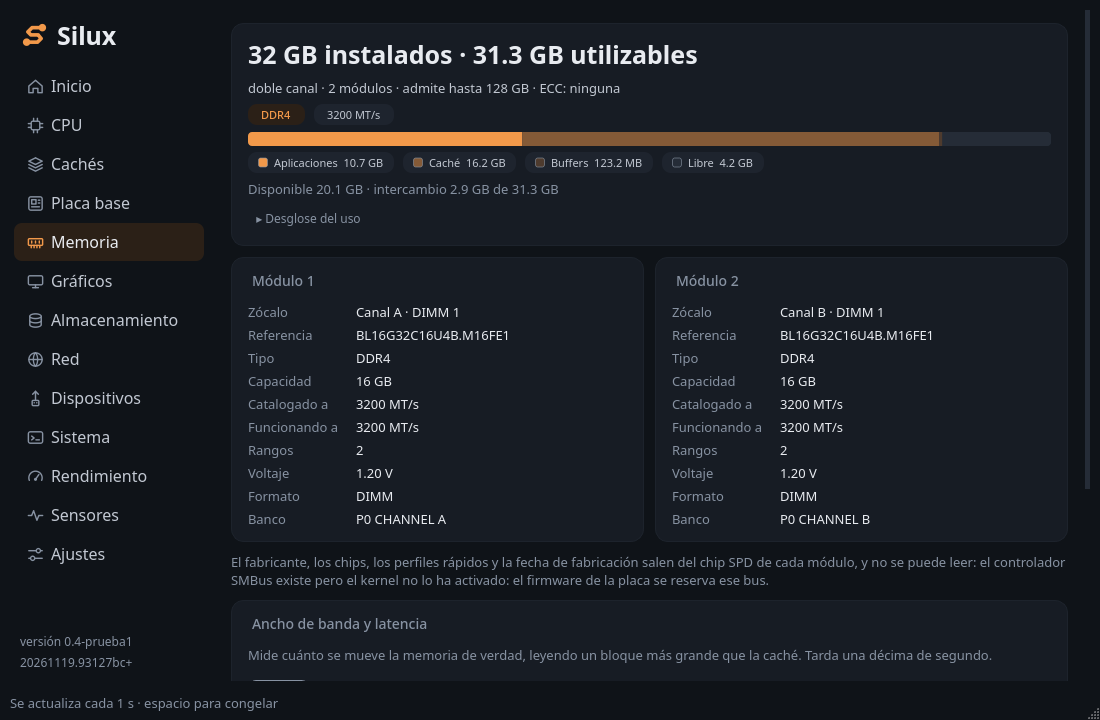 Silux
Inicio
CPU
Cachés
Placa base
Memoria
Gráficos
Almacenamiento
Red
Dispositivos
Sistema
Rendimiento
Sensores
Ajustes
versión 0.4-prueba1
20261119.93127bc+
32 GB instalados · 31.3 GB utilizables
doble canal · 2 módulos · admite hasta 128 GB · ECC: ninguna
DDR4 3200 MT/s
Aplicaciones 10.7 GB Caché 16.2 GB Buffers 123.2 MB Libre 4.2 GB
Disponible 20.1 GB · intercambio 2.9 GB de 31.3 GB
▸ Desglose del uso
Módulo 1
Zócalo Canal A · DIMM 1
Referencia BL16G32C16U4B.M16FE1
Tipo DDR4
Capacidad 16 GB
Catalogado a 3200 MT/s
Funcionando a 3200 MT/s
Rangos 2
Voltaje 1.20 V
Formato DIMM
Banco P0 CHANNEL A
Módulo 2
Zócalo Canal B · DIMM 1
Referencia BL16G32C16U4B.M16FE1
Tipo DDR4
Capacidad 16 GB
Catalogado a 3200 MT/s
Funcionando a 3200 MT/s
Rangos 2
Voltaje 1.20 V
Formato DIMM
Banco P0 CHANNEL B
El fabricante, los chips, los perfiles rápidos y la fecha de fabricación salen del chip SPD de cada módulo, y no se puede leer: el controlador
SMBus existe pero el kernel no lo ha activado: el firmware de la placa se reserva ese bus.
Ancho de banda y latencia
Mide cuánto se mueve la memoria de verdad, leyendo un bloque más grande que la caché. Tarda una décima de segundo.
Se actualiza cada 1 s · espacio para congelar